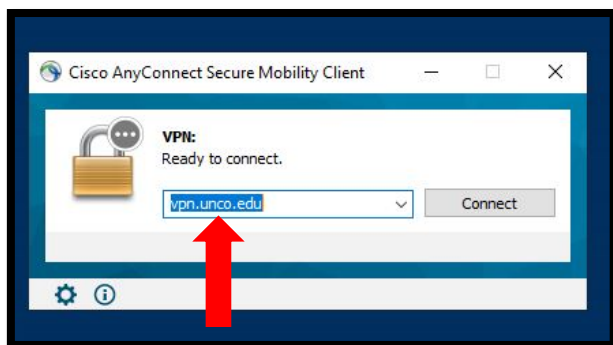 Cisco AnyConnect Secure Mobility Client
VPN:
Ready to connect.
vpn.unco.edu
Connect